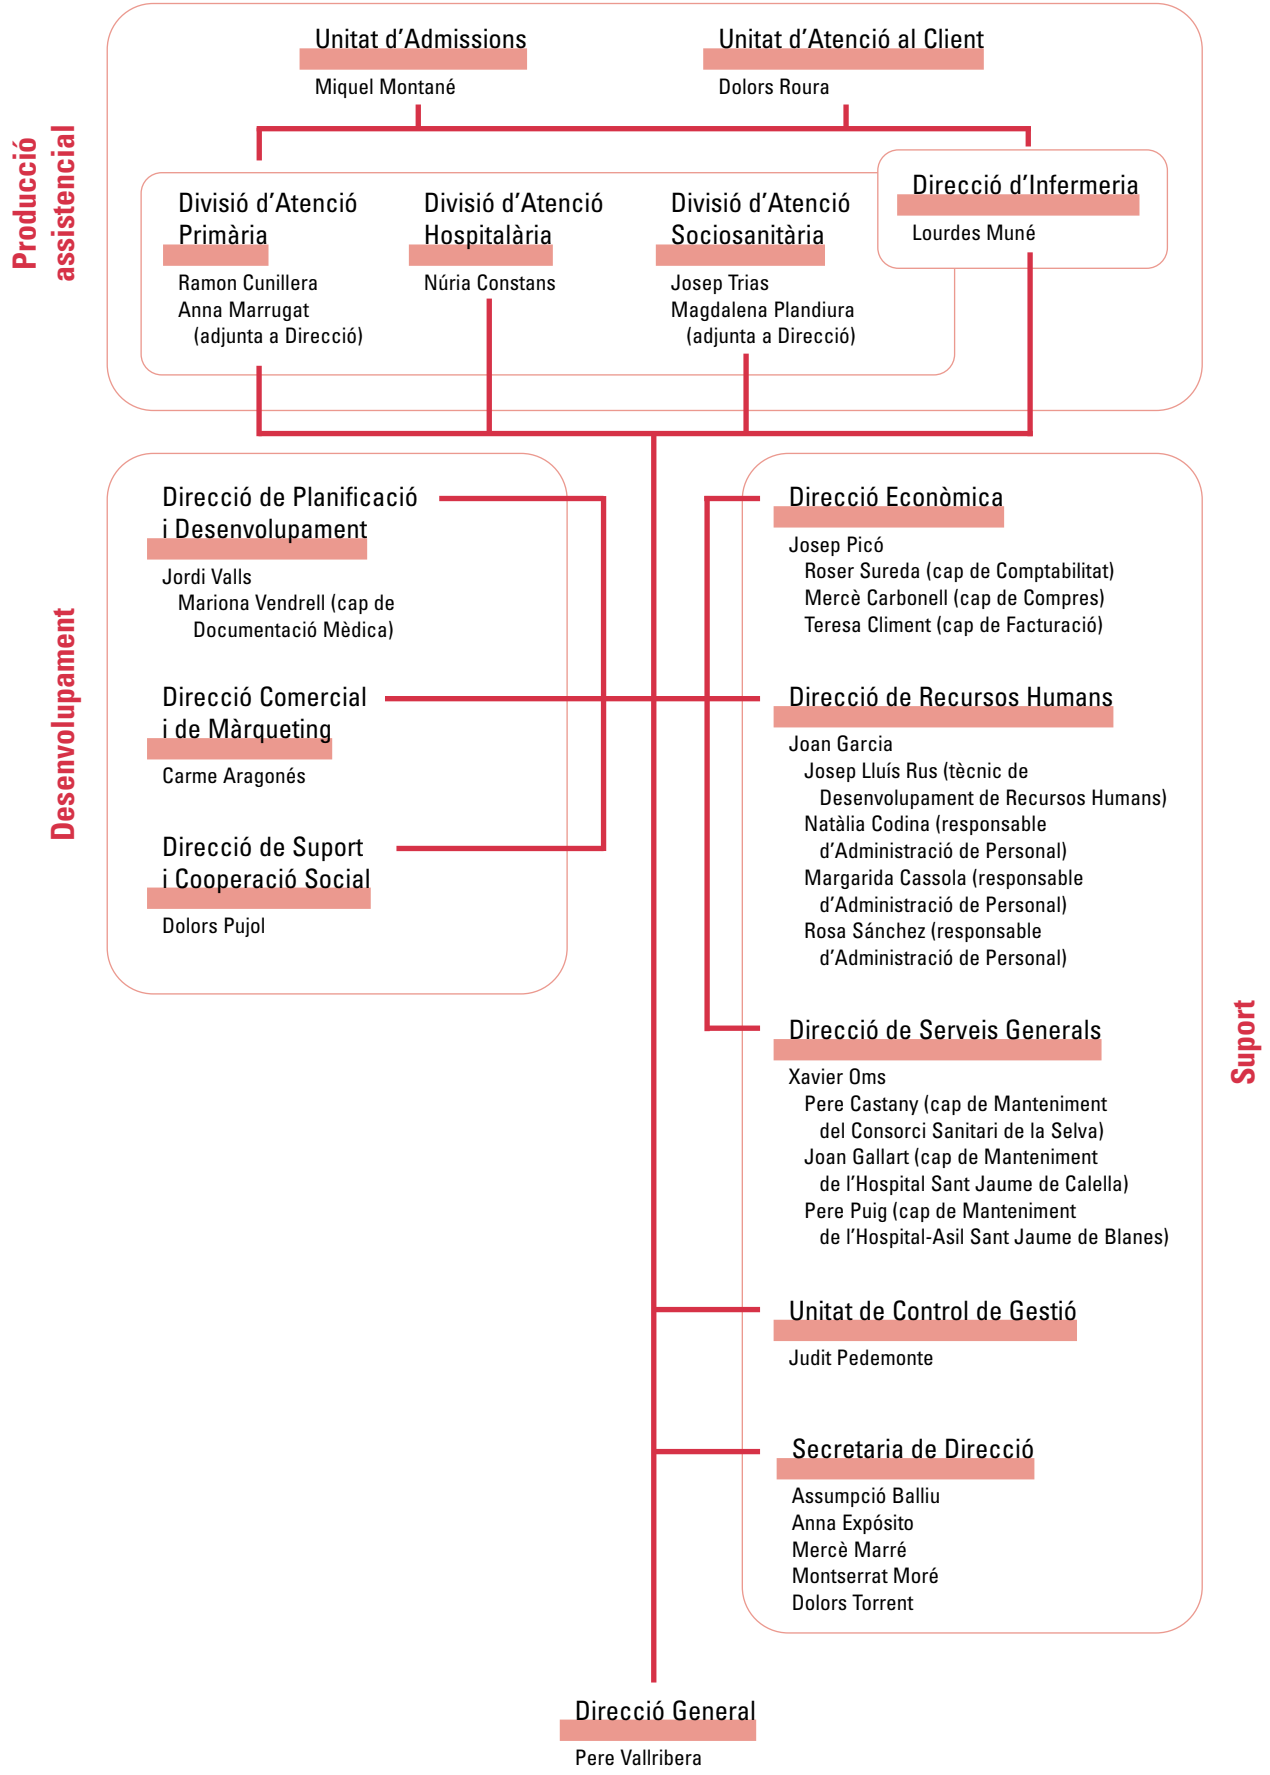 Producció
assistencial
Unitat d'Admissions
Miquel Montané
Unitat d'Atenció al Client
Dolors Roura
Divisió d'Atenció
Primària
Ramon Cunillera
Anna Marrugat
(adjunta a Direcció)
Divisió d'Atenció
Hospitalària
Núria Constans
Divisió d'Atenció
Sociosanitària
Josep Trias
Magdalena Plandiura
(adjunta a Direcció)
Direcció d'Infermeria
Lourdes Muné
Desenvolupament
Direcció de Planificació
i Desenvolupament
Jordi Valls
Mariona Vendrell (cap de
Documentació Mèdica)
Direcció Comercial
i de Màrqueting
Carme Aragonés
Direcció de Suport
i Cooperació Social
Dolors Pujol
Suport
Direcció Econòmica
Josep Picó
Roser Sureda (cap de Comptabilitat)
Mercè Carbonell (cap de Compres)
Teresa Climent (cap de Facturació)
Direcció de Recursos Humans
Joan Garcia
Josep Lluís Rus (tècnic de
Desenvolupament de Recursos Humans)
Natàlia Codina (responsable
d'Administració de Personal)
Margarida Cassola (responsable
d'Administració de Personal)
Rosa Sánchez (responsable
d'Administració de Personal)
Direcció de Serveis Generals
Xavier Oms
Pere Castany (cap de Manteniment
del Consorci Sanitari de la Selva)
Joan Gallart (cap de Manteniment
de l'Hospital Sant Jaume de Calella)
Pere Puig (cap de Manteniment
de l'Hospital-Asil Sant Jaume de Blanes)
Unitat de Control de Gestió
Judit Pedemonte
Secretaria de Direcció
Assumpció Balliu
Anna Expósito
Mercè Marré
Montserrat Moré
Dolors Torrent
Direcció General
Pere Vallribera